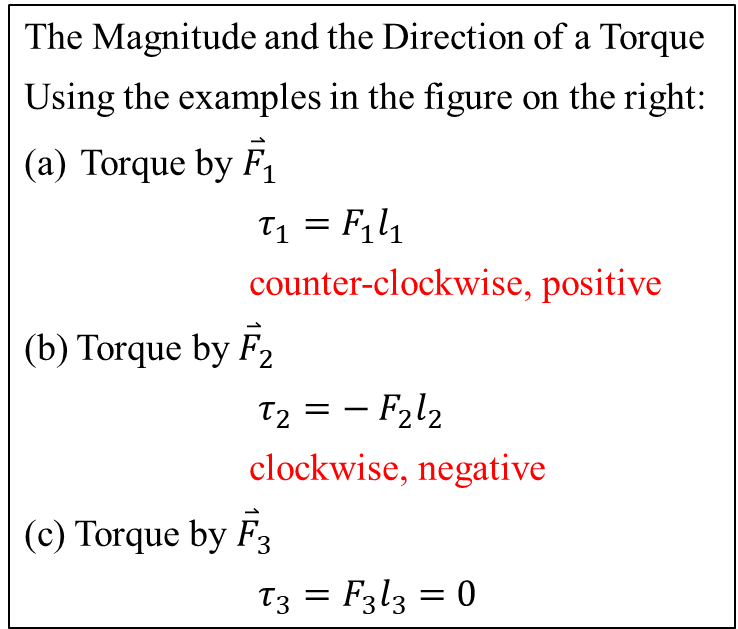 The Magnitude and the Direction of a Torque
Using the examples in the figure on the right:
(a) Torque by F⃗₁
τ₁ = F₁l₁
counter-clockwise, positive
(b) Torque by F⃗₂
τ₂ = − F₂l₂
clockwise, negative
(c) Torque by F⃗₃
τ₃ = F₃l₃ = 0